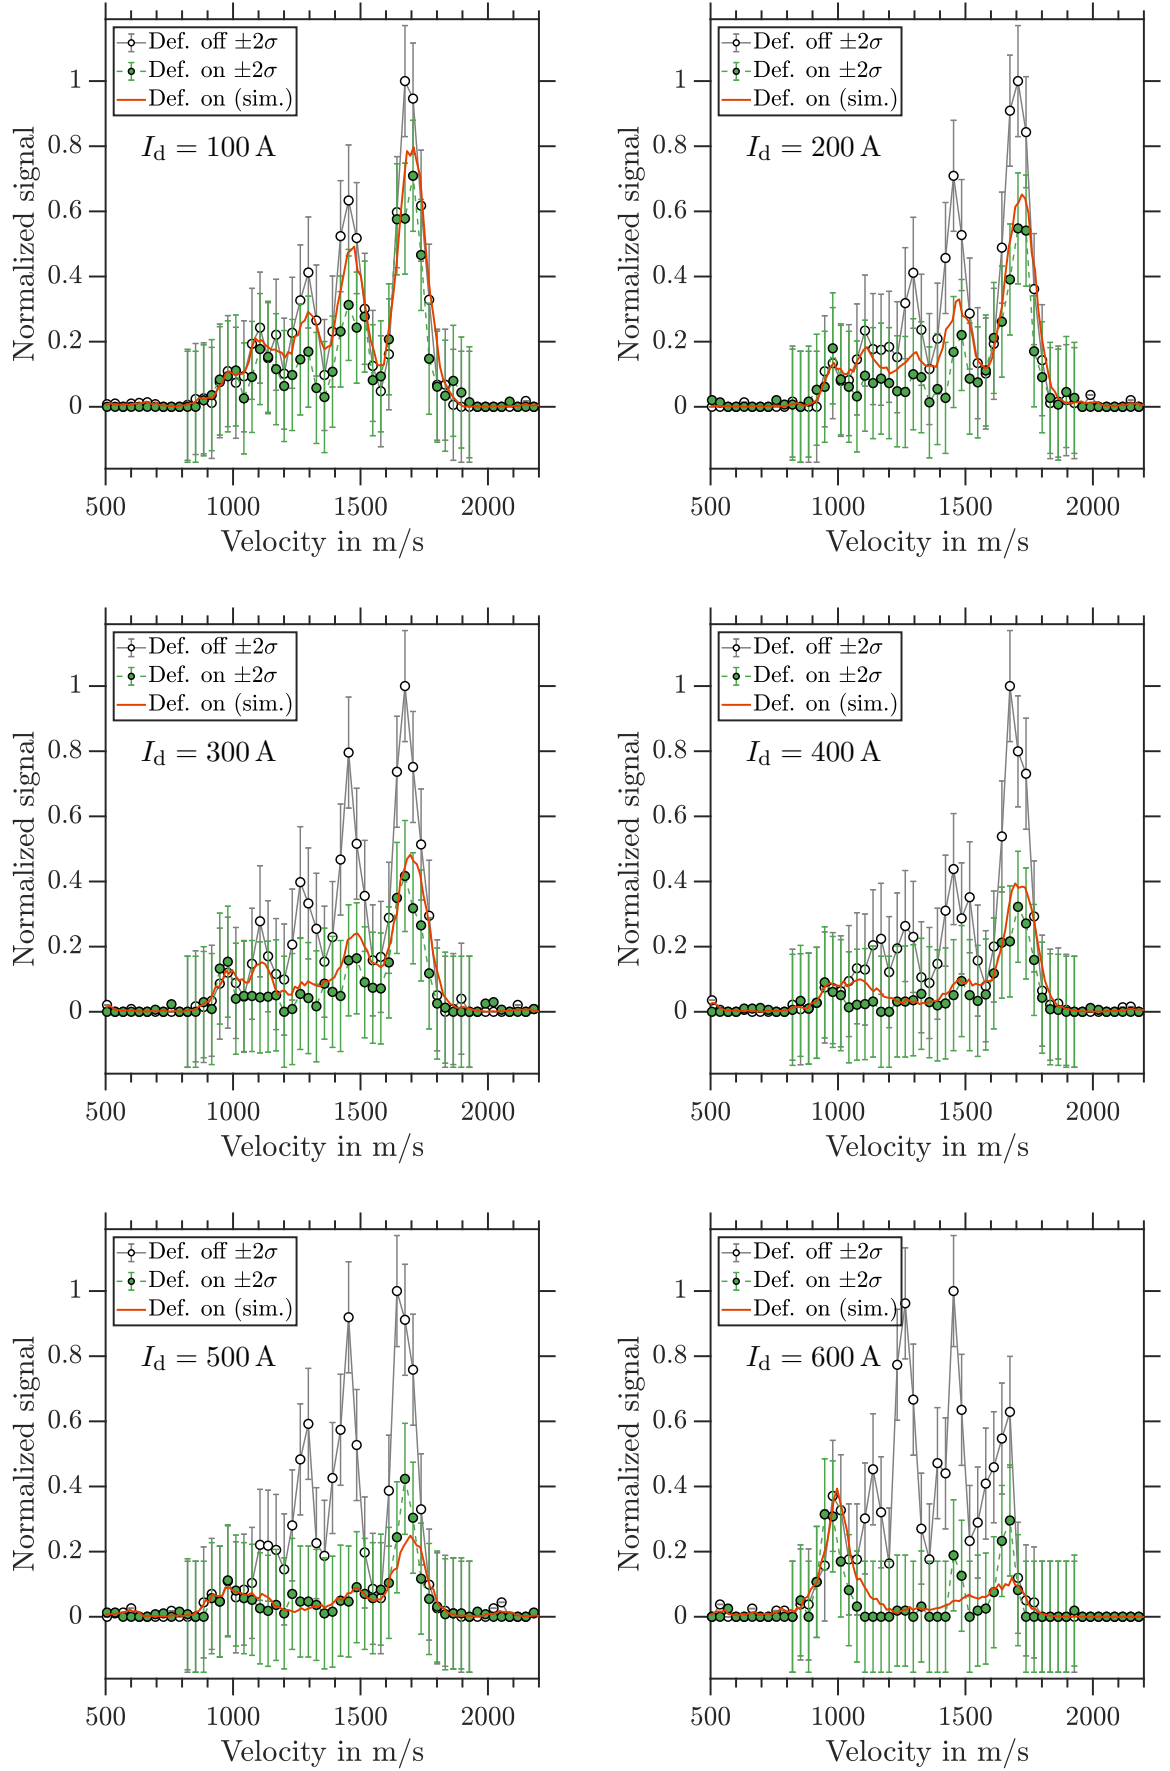 Def. off ±2σ
Def. on ±2σ
Def. on (sim.)
I_d = 100 A
Normalized signal
1
0.8
0.6
0.4
0.2
0
500 1000 1500 2000
Velocity in m/s
Def. off ±2σ
Def. on ±2σ
Def. on (sim.)
I_d = 200 A
Normalized signal
1
0.8
0.6
0.4
0.2
0
500 1000 1500 2000
Velocity in m/s
Def. off ±2σ
Def. on ±2σ
Def. on (sim.)
I_d = 300 A
Normalized signal
1
0.8
0.6
0.4
0.2
0
500 1000 1500 2000
Velocity in m/s
Def. off ±2σ
Def. on ±2σ
Def. on (sim.)
I_d = 400 A
Normalized signal
1
0.8
0.6
0.4
0.2
0
500 1000 1500 2000
Velocity in m/s
Def. off ±2σ
Def. on ±2σ
Def. on (sim.)
I_d = 500 A
Normalized signal
1
0.8
0.6
0.4
0.2
0
500 1000 1500 2000
Velocity in m/s
Def. off ±2σ
Def. on ±2σ
Def. on (sim.)
I_d = 600 A
Normalized signal
1
0.8
0.6
0.4
0.2
0
500 1000 1500 2000
Velocity in m/s